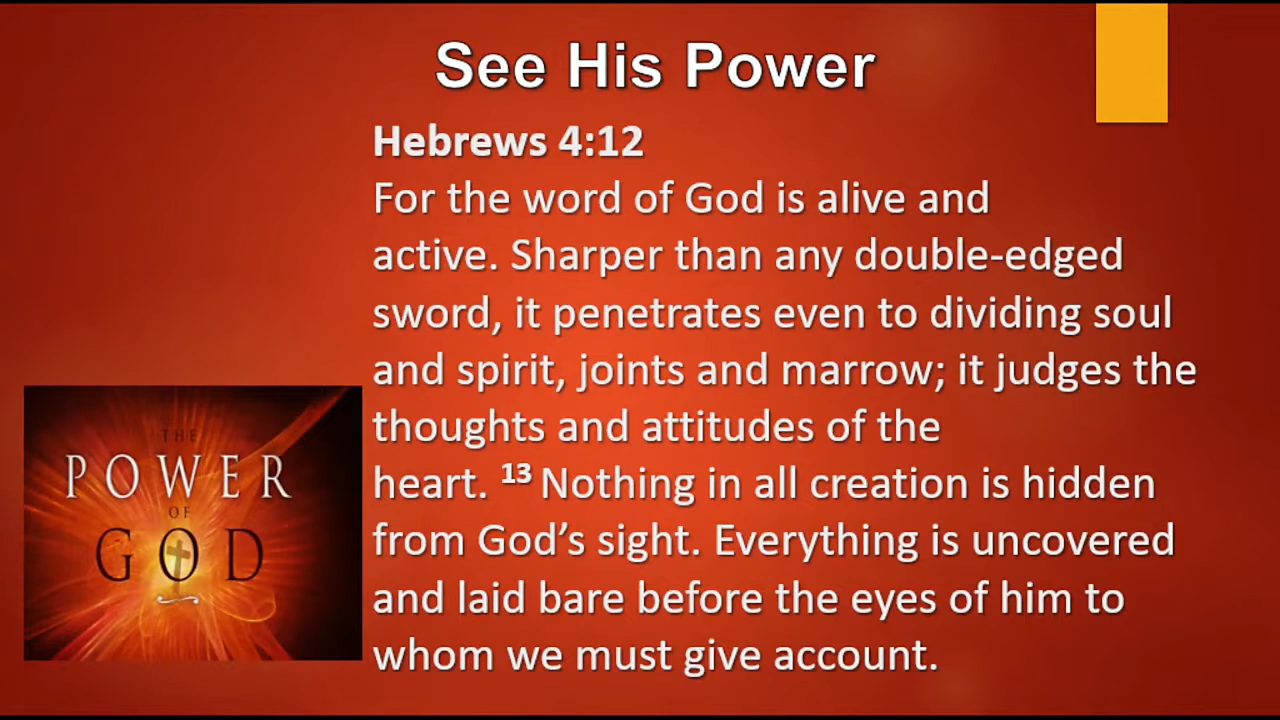 See His Power
Hebrews 4:12
For the word of God is alive and
active. Sharper than any double-edged
sword, it penetrates even to dividing soul
and spirit, joints and marrow; it judges the
thoughts and attitudes of the
heart. 13 Nothing in all creation is hidden
from God’s sight. Everything is uncovered
and laid bare before the eyes of him to
whom we must give account.
THE
POWER
OF
GOD